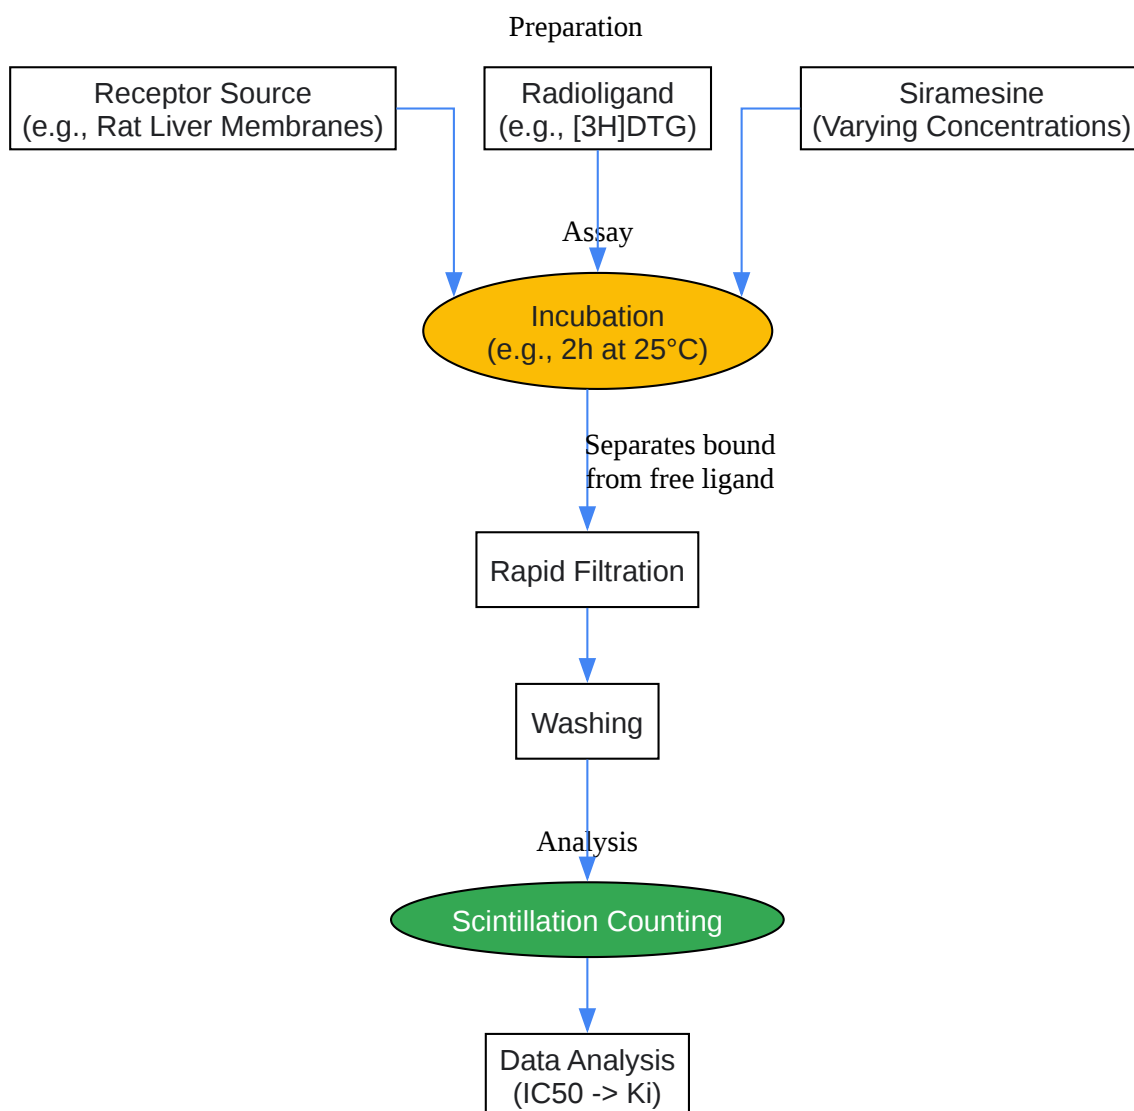 Preparation
Receptor Source
(e.g., Rat Liver Membranes)
Radioligand
(e.g., [3H]DTG)
Siramesine
(Varying Concentrations)
Assay
Incubation
(e.g., 2h at 25°C)
Separates bound
from free ligand
Rapid Filtration
Washing
Analysis
Scintillation Counting
Data Analysis
(IC50 -> Ki)